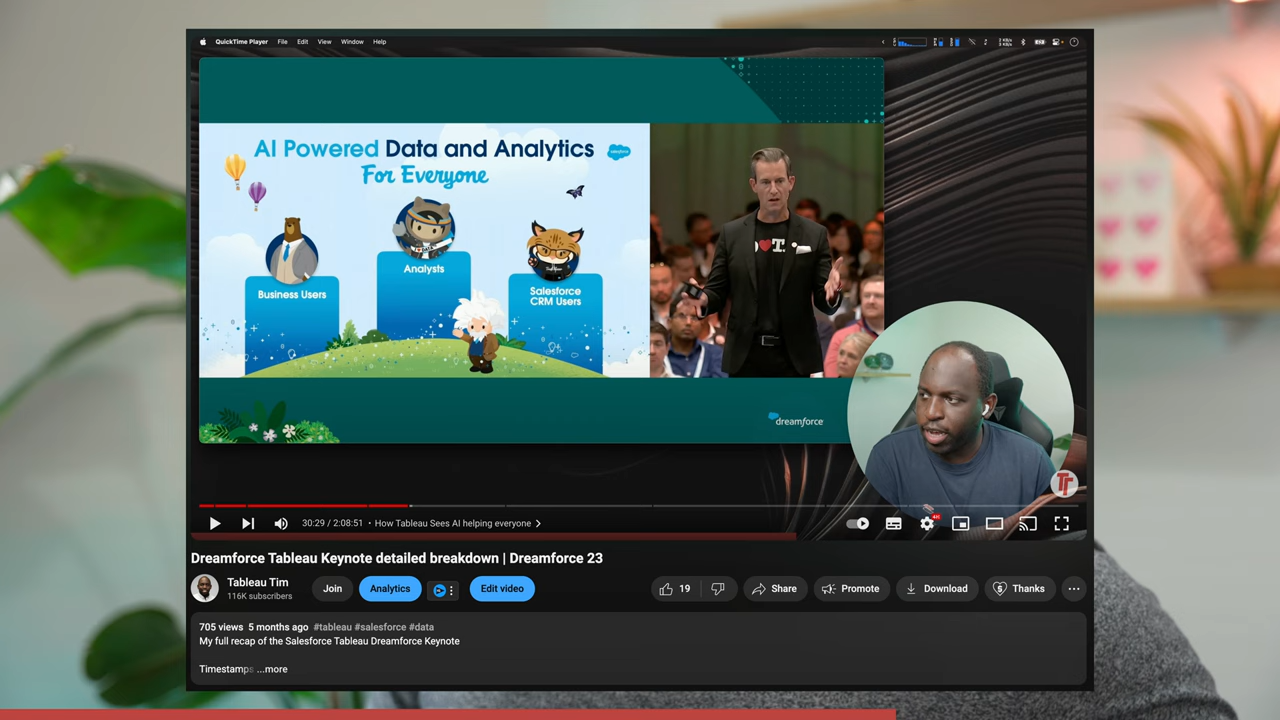 QuickTime Player File Edit View Window Help
AI Powered Data and Analytics
For Everyone
salesforce
Business Users
Analysts
Salesforce
CRM Users
T.
dreamforce
TT
30:29 / 2:08:51 • How Tableau Sees AI helping everyone
4K
Dreamforce Tableau Keynote detailed breakdown | Dreamforce 23
Tableau Tim
116K subscribers
Join
Analytics
Edit video
19
Share
Promote
Download
Thanks
705 views 5 months ago #tableau #salesforce #data
My full recap of the Salesforce Tableau Dreamforce Keynote
Timestamps ...more